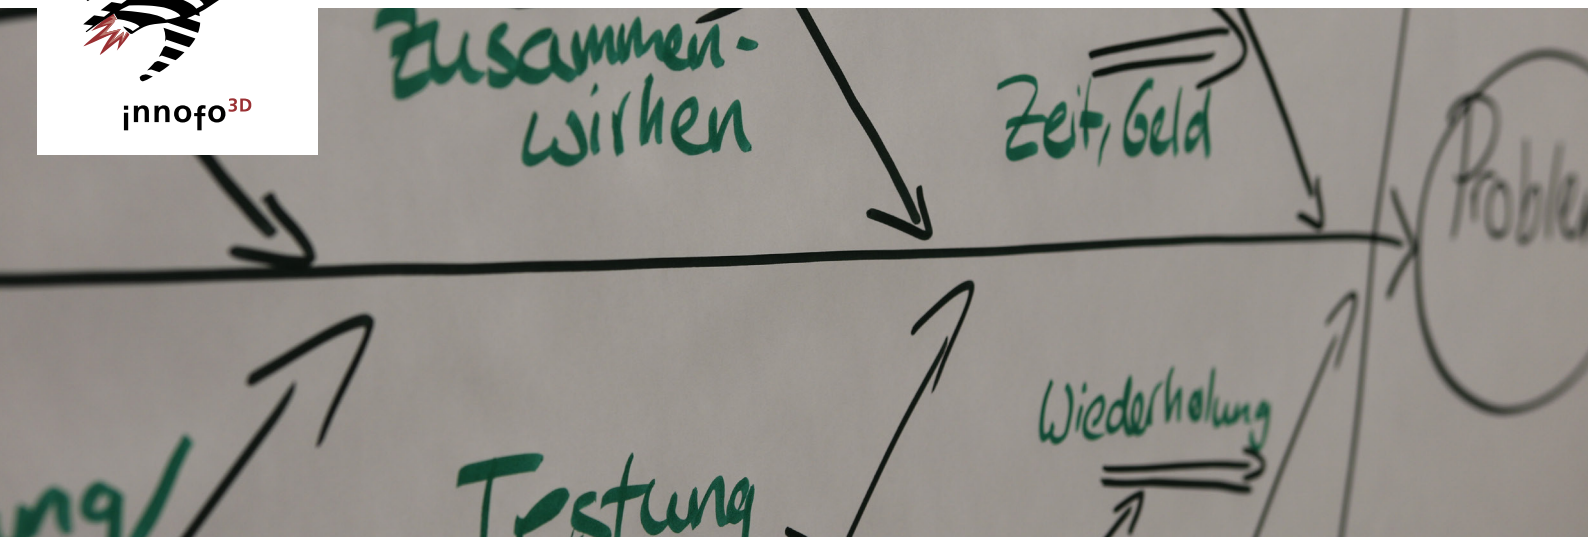 innofo3D
Zusammen-
wirken
Zeit, Geld
Wiederholung
Testung